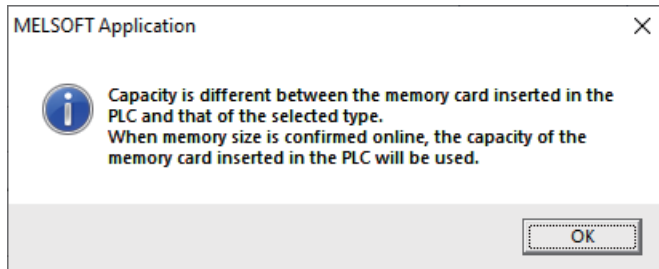 MELSOFT Application
Capacity is different between the memory card inserted in the
PLC and that of the selected type.
When memory size is confirmed online, the capacity of the
memory card inserted in the PLC will be used.
OK